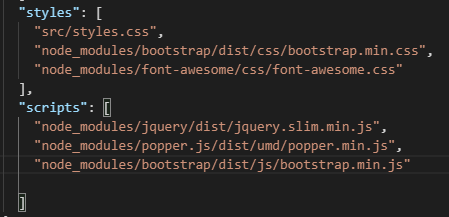 "styles": [
"src/styles.css",
"node_modules/bootstrap/dist/css/bootstrap.min.css",
"node_modules/font-awesome/css/font-awesome.css"
],
"scripts": [
"node_modules/jquery/dist/jquery.slim.min.js",
"node_modules/popper.js/dist/umd/popper.min.js",
"node_modules/bootstrap/dist/js/bootstrap.min.js"
]